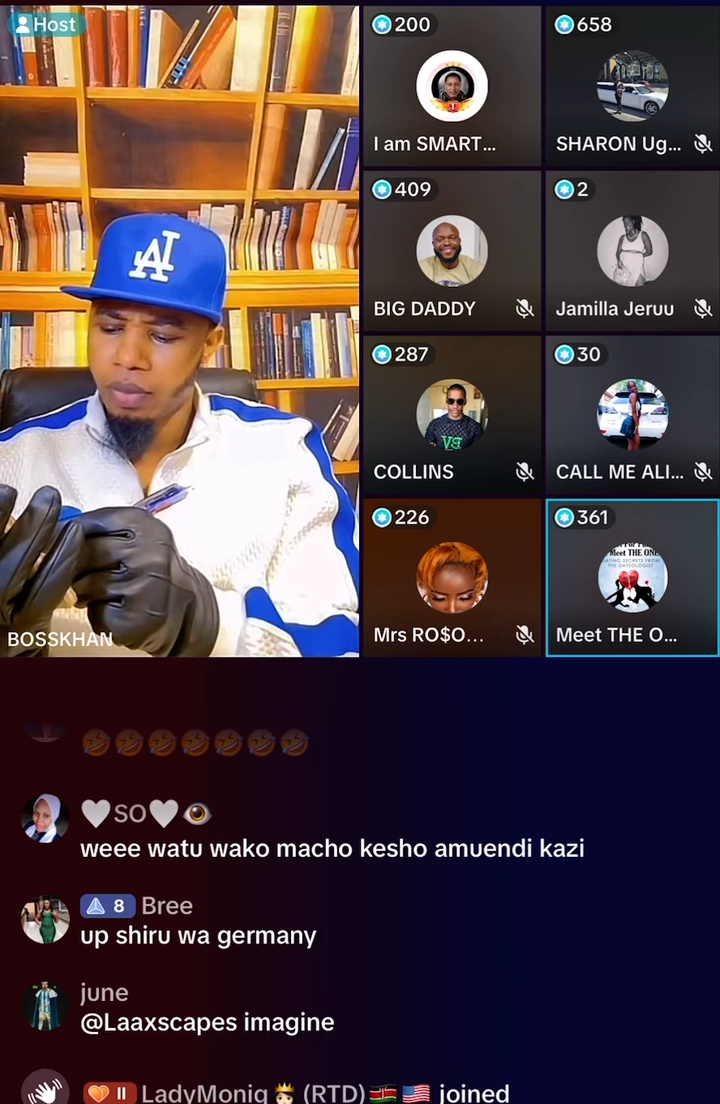 Host
BOSSKHAN
200
I am SMART...
658
SHARON Ug...
409
BIG DADDY
2
Jamilla Jeruu
287
COLLINS
30
CALL ME ALI...
226
Mrs RO$O...
361
Meet THE ONE
Meet THE O...
🤣🤣🤣🤣🤣🤣🤣
🤍SO🤍👁
weee watu wako macho kesho amuendi kazi
8 Bree
up shiru wa germany
june
@Laaxscapes imagine
II LadyMoniq 🤴🏻 (RTD)🇰🇪🇺🇸 joined